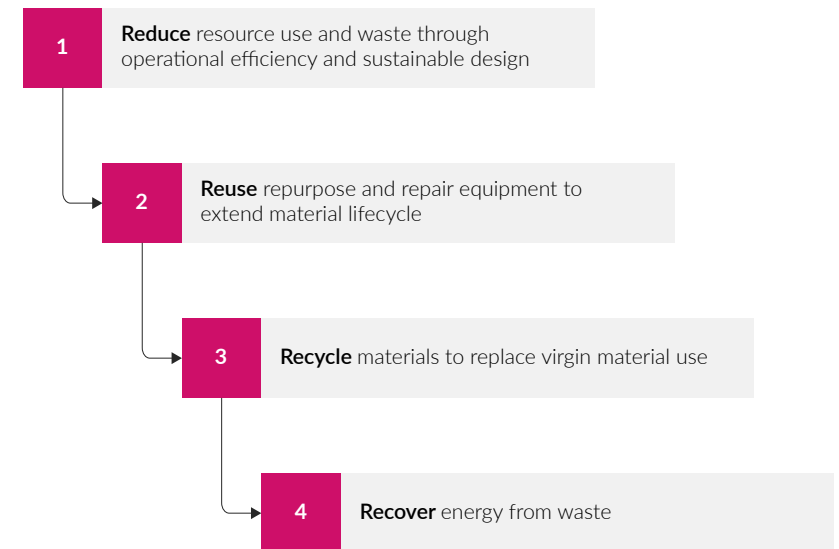 1
Reduce resource use and waste through
operational efficiency and sustainable design
2
Reuse repurpose and repair equipment to
extend material lifecycle
3
Recycle materials to replace virgin material use
4
Recover energy from waste